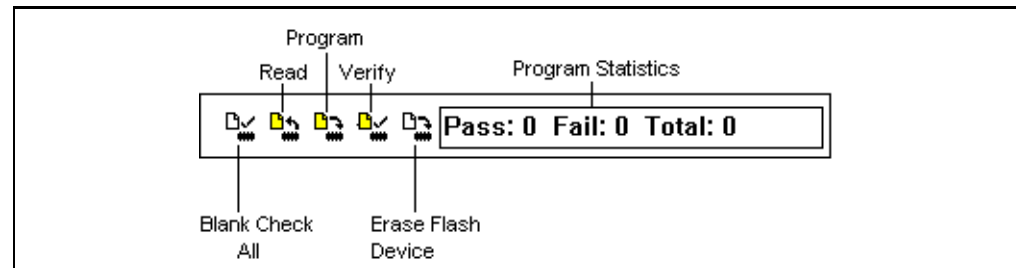 Program
Read Verify Program Statistics
Pass: 0 Fail: 0 Total: 0
Blank Check All
Erase Flash Device